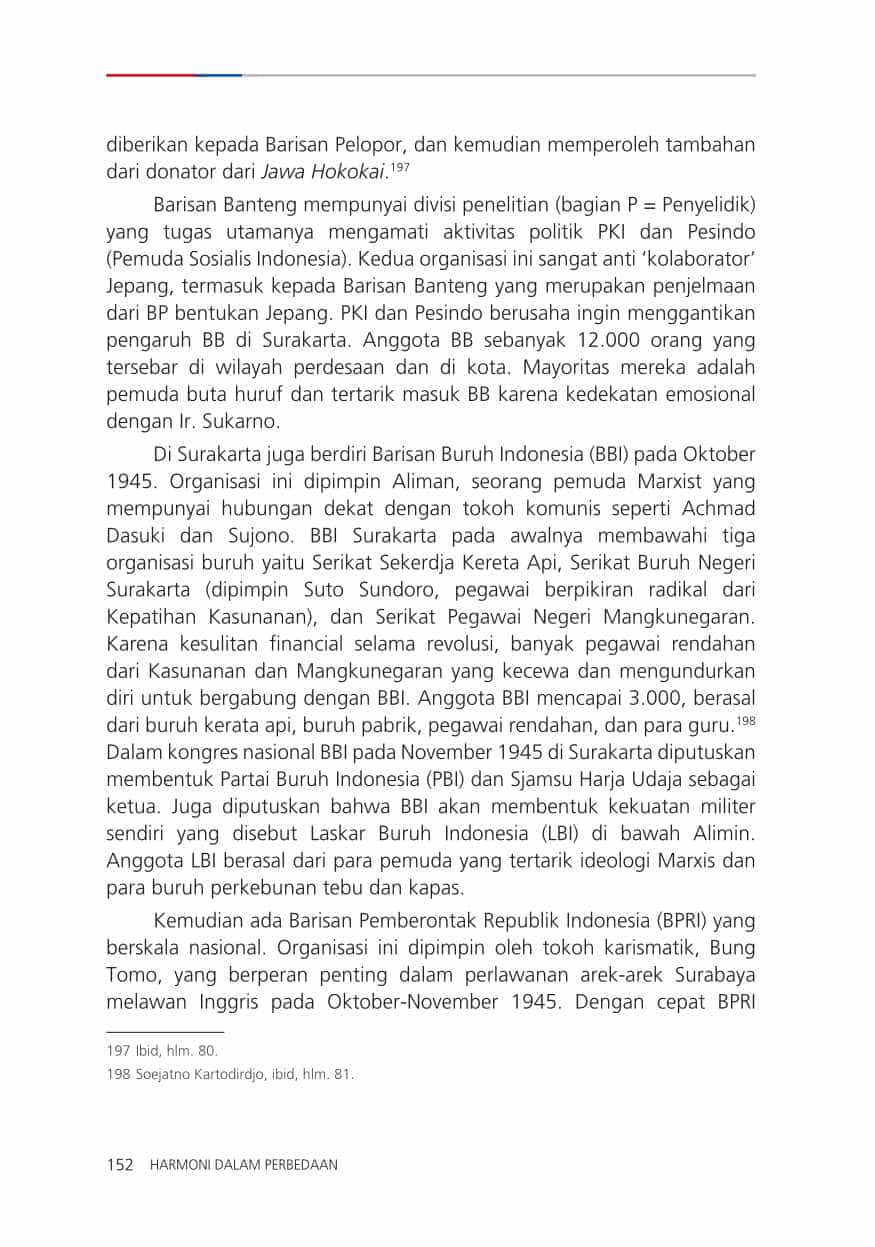 diberikan kepada Barisan Pelopor, dan kemudian memperoleh tambahan
dari donator dari Jawa Hokokai.197
Barisan Banteng mempunyai divisi penelitian (bagian P = Penyelidik)
yang tugas utamanya mengamati aktivitas politik PKI dan Pesindo
(Pemuda Sosialis Indonesia). Kedua organisasi ini sangat anti ‘kolaborator’
Jepang, termasuk kepada Barisan Banteng yang merupakan penjelmaan
dari BP bentukan Jepang. PKI dan Pesindo berusaha ingin menggantikan
pengaruh BB di Surakarta. Anggota BB sebanyak 12.000 orang yang
tersebar di wilayah perdesaan dan di kota. Mayoritas mereka adalah
pemuda buta huruf dan tertarik masuk BB karena kedekatan emosional
dengan Ir. Sukarno.
Di Surakarta juga berdiri Barisan Buruh Indonesia (BBI) pada Oktober
1945. Organisasi ini dipimpin Aliman, seorang pemuda Marxist yang
mempunyai hubungan dekat dengan tokoh komunis seperti Achmad
Dasuki dan Sujono. BBI Surakarta pada awalnya membawahi tiga
organisasi buruh yaitu Serikat Sekerdja Kereta Api, Serikat Buruh Negeri
Surakarta (dipimpin Suto Sundoro, pegawai berpikiran radikal dari
Kepatihan Kasunanan), dan Serikat Pegawai Negeri Mangkunegaran.
Karena kesulitan financial selama revolusi, banyak pegawai rendahan
dari Kasunanan dan Mangkunegaran yang kecewa dan mengundurkan
diri untuk bergabung dengan BBI. Anggota BBI mencapai 3.000, berasal
dari buruh kerata api, buruh pabrik, pegawai rendahan, dan para guru.198
Dalam kongres nasional BBI pada November 1945 di Surakarta diputuskan
membentuk Partai Buruh Indonesia (PBI) dan Sjamsu Harja Udaja sebagai
ketua. Juga diputuskan bahwa BBI akan membentuk kekuatan militer
sendiri yang disebut Laskar Buruh Indonesia (LBI) di bawah Alimin.
Anggota LBI berasal dari para pemuda yang tertarik ideologi Marxis dan
para buruh perkebunan tebu dan kapas.
Kemudian ada Barisan Pemberontak Republik Indonesia (BPRI) yang
berskala nasional. Organisasi ini dipimpin oleh tokoh karismatik, Bung
Tomo, yang berperan penting dalam perlawanan arek-arek Surabaya
melawan Inggris pada Oktober-November 1945. Dengan cepat BPRI
197 Ibid, hlm. 80.
198 Soejatno Kartodirdjo, ibid, hlm. 81.
152 HARMONI DALAM PERBEDAAN